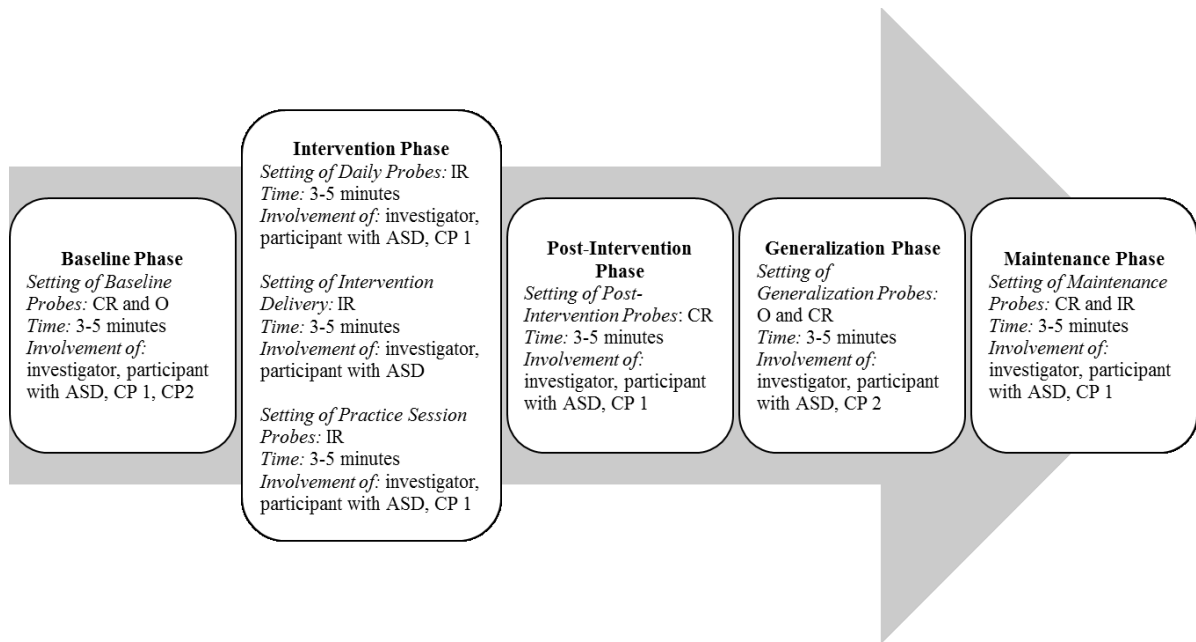 Baseline Phase
Setting of Baseline
Probes: CR and O
Time: 3-5 minutes
Involvement of:
investigator, participant
with ASD, CP 1, CP2
Intervention Phase
Setting of Daily Probes: IR
Time: 3-5 minutes
Involvement of: investigator,
participant with ASD, CP 1
Setting of Intervention
Delivery: IR
Time: 3-5 minutes
Involvement of: investigator,
participant with ASD
Setting of Practice Session
Probes: IR
Time: 3-5 minutes
Involvement of: investigator,
participant with ASD, CP 1
Post-Intervention
Phase
Setting of Post-
Intervention Probes: CR
Time: 3-5 minutes
Involvement of:
investigator, participant
with ASD, CP 1
Generalization Phase
Setting of
Generalization Probes:
O and CR
Time: 3-5 minutes
Involvement of:
investigator, participant
with ASD, CP 2
Maintenance Phase
Setting of Maintenance
Probes: CR and IR
Time: 3-5 minutes
Involvement of:
investigator, participant
with ASD, CP 1